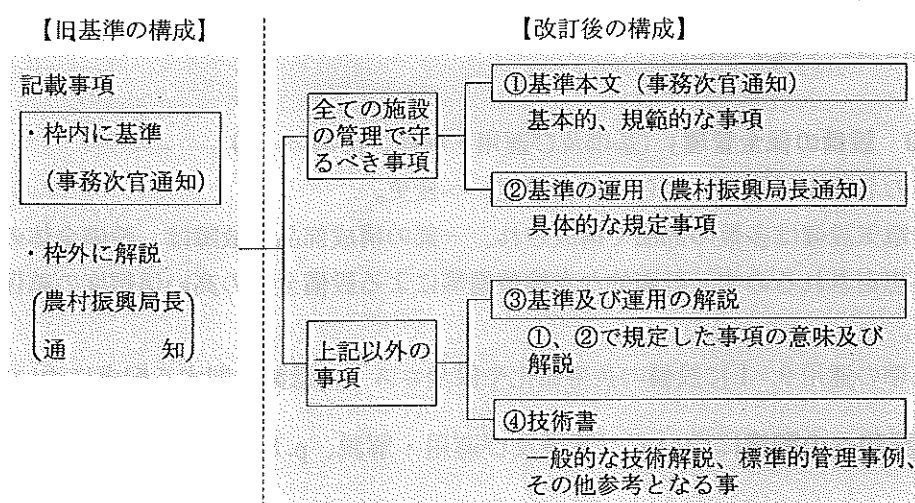 【旧基準の構成】
記載事項
・枠内に基準
(事務次官通知)
・枠外に解説
(農村振興局長
通 知)
【改訂後の構成】
全ての施設
の管理で守
るべき事項
①基準本文(事務次官通知)
基本的、規範的な事項
②基準の運用(農村振興局長通知)
具体的な規定事項
上記以外の
事項
③基準及び運用の解説
①、②で規定した事項の意味及び
解説
④技術書
一般的な技術解説、標準的管理事例、
その他参考となる事